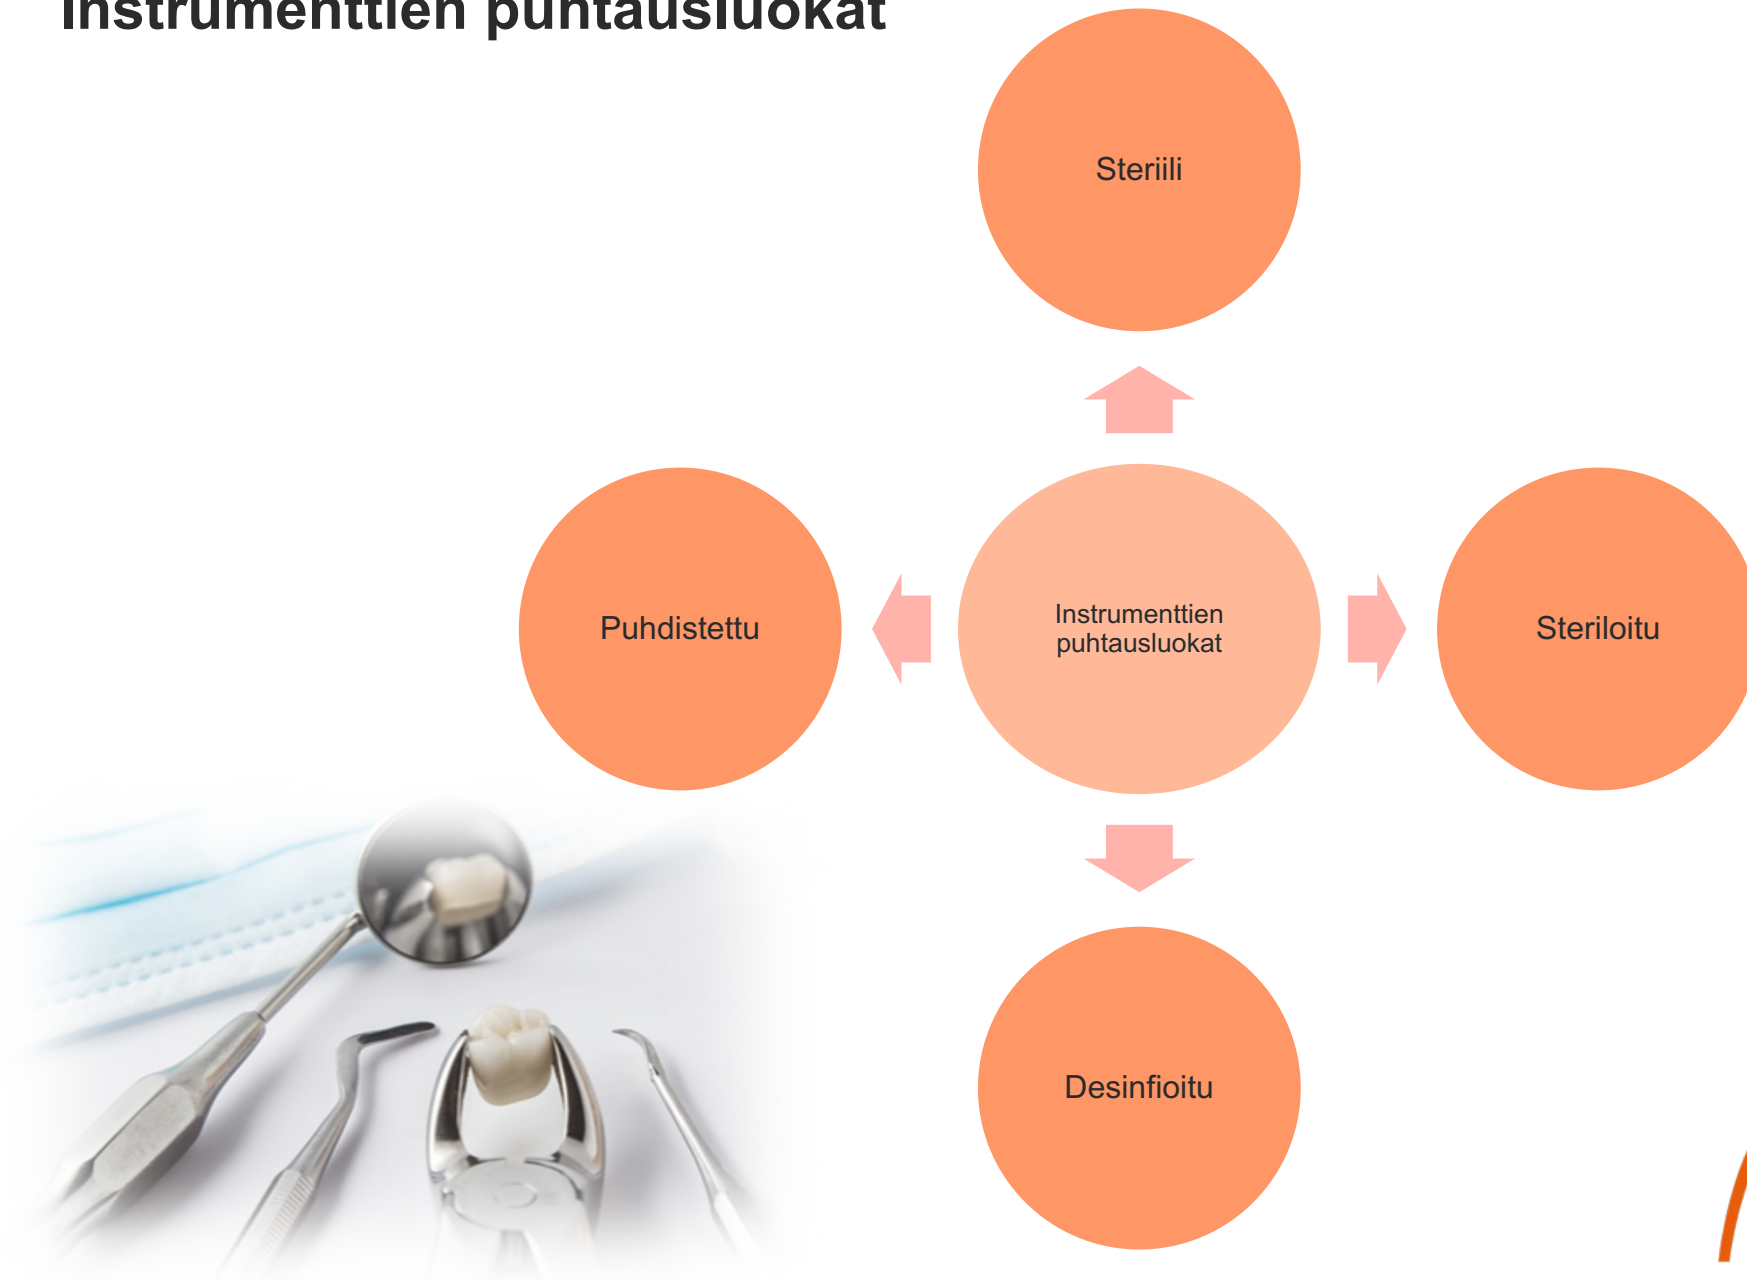 Instrumenttien puhtausluokat
Steriili
Puhdistettu
Instrumenttien
puhtausluokat
Steriloitu
Desinfioitu